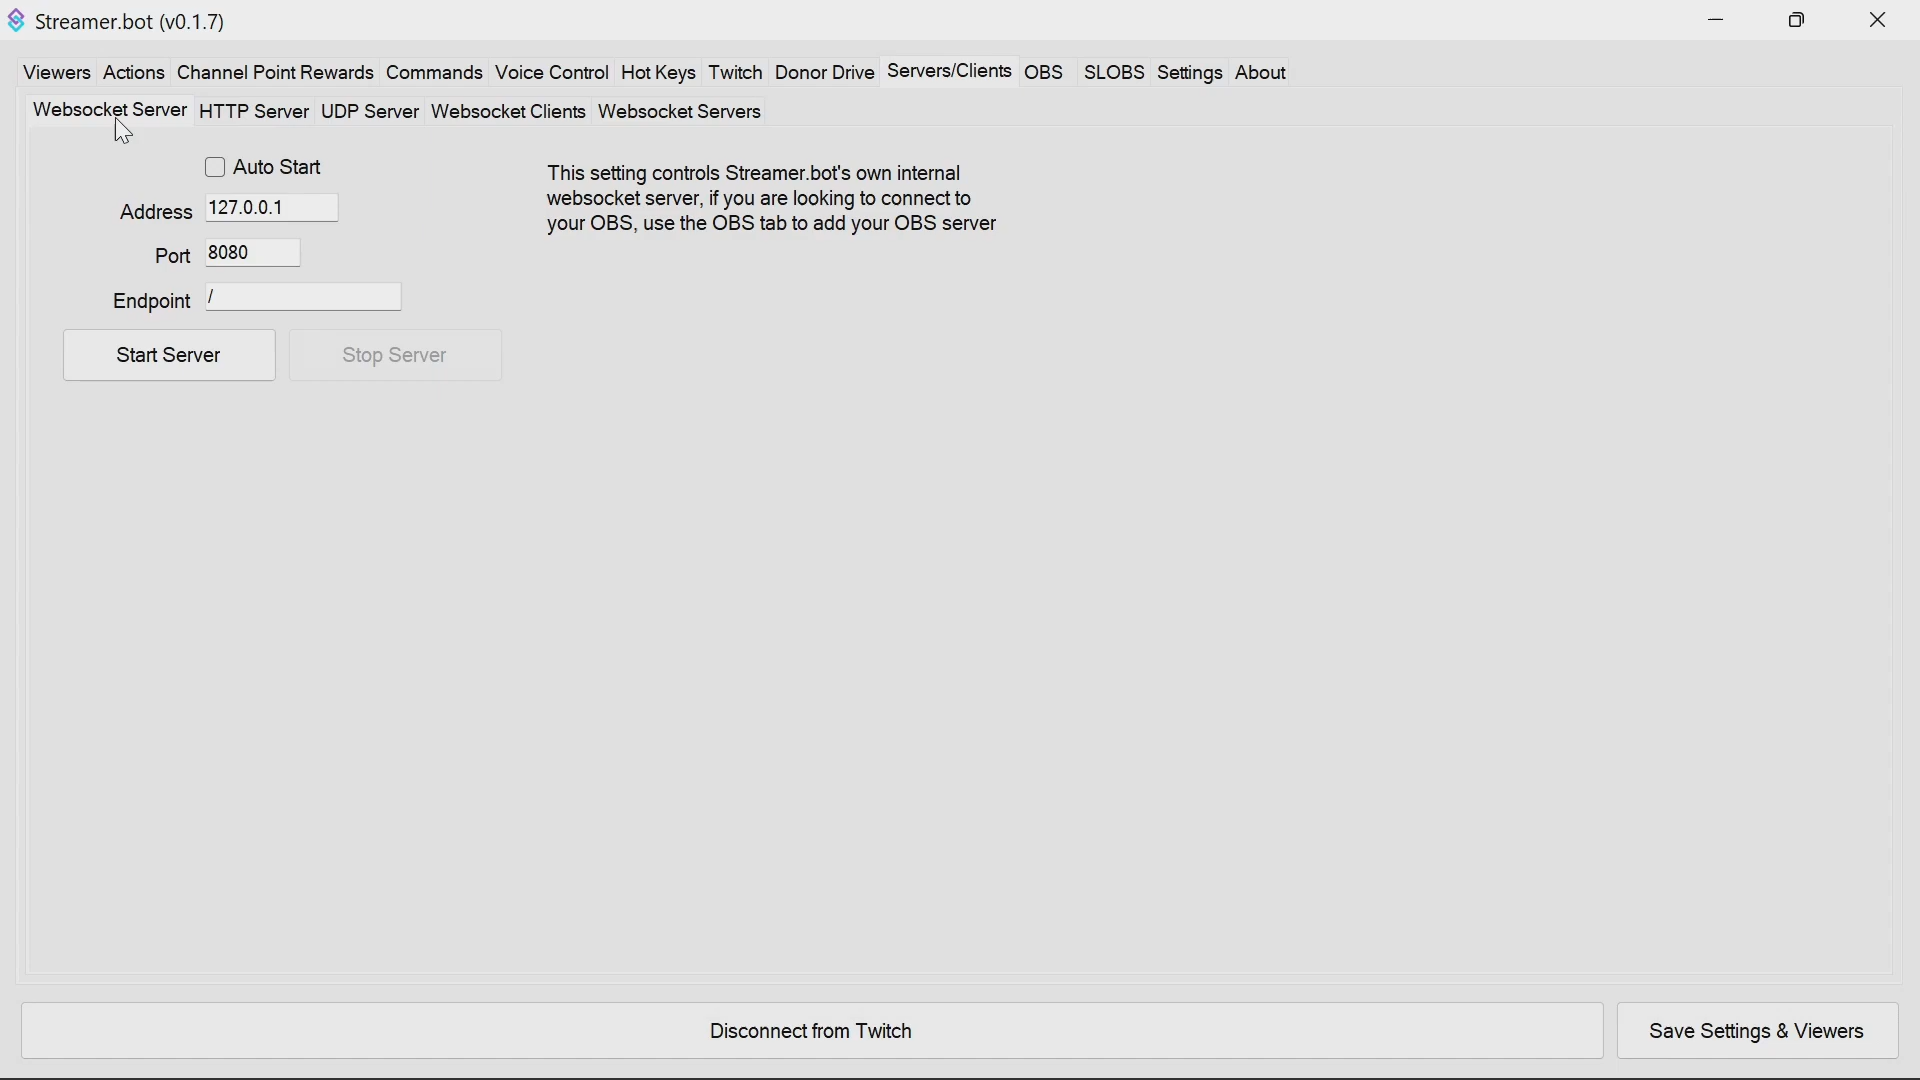 Streamer.bot (v0.1.7)
Viewers Actions Channel Point Rewards Commands Voice Control Hot Keys Twitch Donor Drive Servers/Clients OBS SLOBS Settings About
Websocket Server HTTP Server UDP Server Websocket Clients Websocket Servers
Auto Start
Address 127.0.0.1
Port 8080
Endpoint /
Start Server Stop Server
This setting controls Streamer.bot's own internal
websocket server, if you are looking to connect to
your OBS, use the OBS tab to add your OBS server
Disconnect from Twitch Save Settings & Viewers